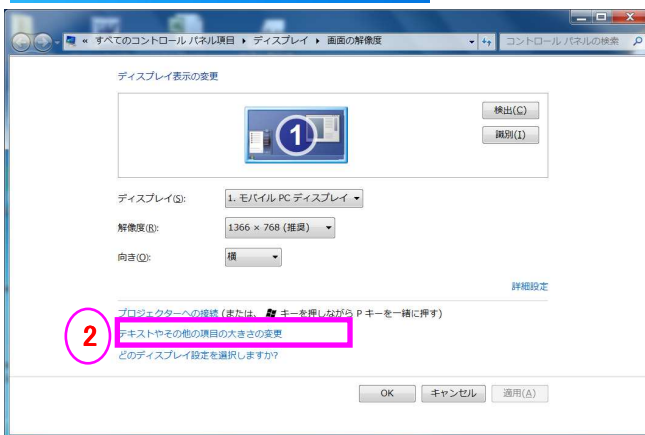 « すべてのコントロール パネル項目 ▸ ディスプレイ ▸ 画面の解像度
コントロール パネルの検索
ディスプレイ表示の変更
1
検出(C)
識別(I)
ディスプレイ(S): 1. モバイル PC ディスプレイ
解像度(R): 1366 × 768 (推奨)
向き(O): 横
詳細設定
プロジェクターへの接続 (または、 キーを押しながら P キーを一緒に押す)
2
テキストやその他の項目の大きさの変更
どのディスプレイ設定を選択しますか?
OK キャンセル 適用(A)